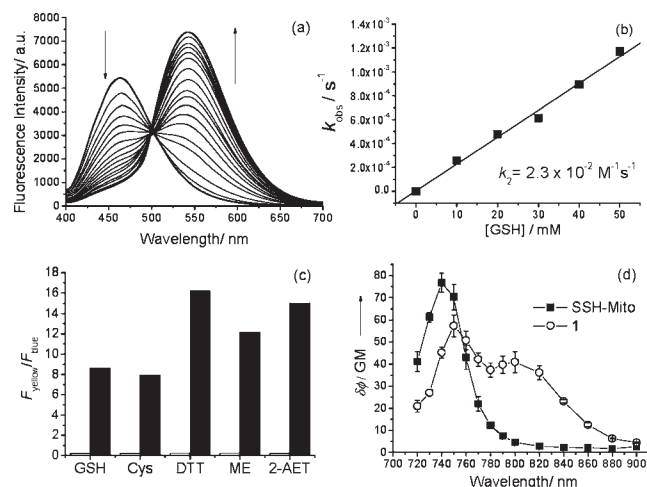 (a)
Fluorescence Intensity/ a.u.
8000
7000
6000
5000
4000
3000
2000
1000
0
400 450 500 550 600 650 700
Wavelength/ nm
(b)
k_obs / s⁻¹
1.4x10⁻³
1.2x10⁻³
1.0x10⁻³
8.0x10⁻⁴
6.0x10⁻⁴
4.0x10⁻⁴
2.0x10⁻⁴
0.0
k₂= 2.3 x 10⁻² M⁻¹s⁻¹
0 10 20 30 40 50
[GSH] / mM
(c)
F_yellow/F_blue
18
16
14
12
10
8
6
4
2
0
GSH Cys DTT ME 2-AET
(d)
δϕ / GM
80
70
60
50
40
30
20
10
0
SSH-Mito
1
720 740 760 780 800 820 840 860 880 900
Wavelength/ nm